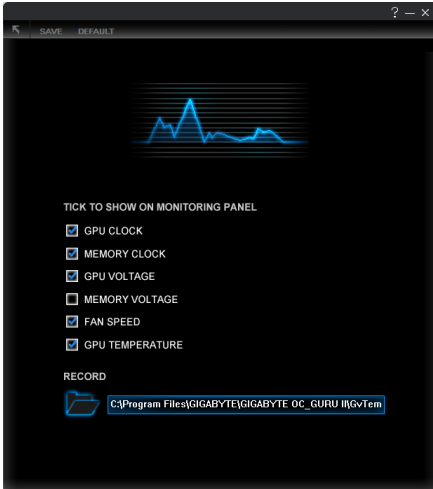 ? — ×
SAVE DEFAULT
TICK TO SHOW ON MONITORING PANEL
GPU CLOCK
MEMORY CLOCK
GPU VOLTAGE
MEMORY VOLTAGE
FAN SPEED
GPU TEMPERATURE
RECORD
C:\Program Files\GIGABYTE\GIGABYTE OC_GURU II\GvTem